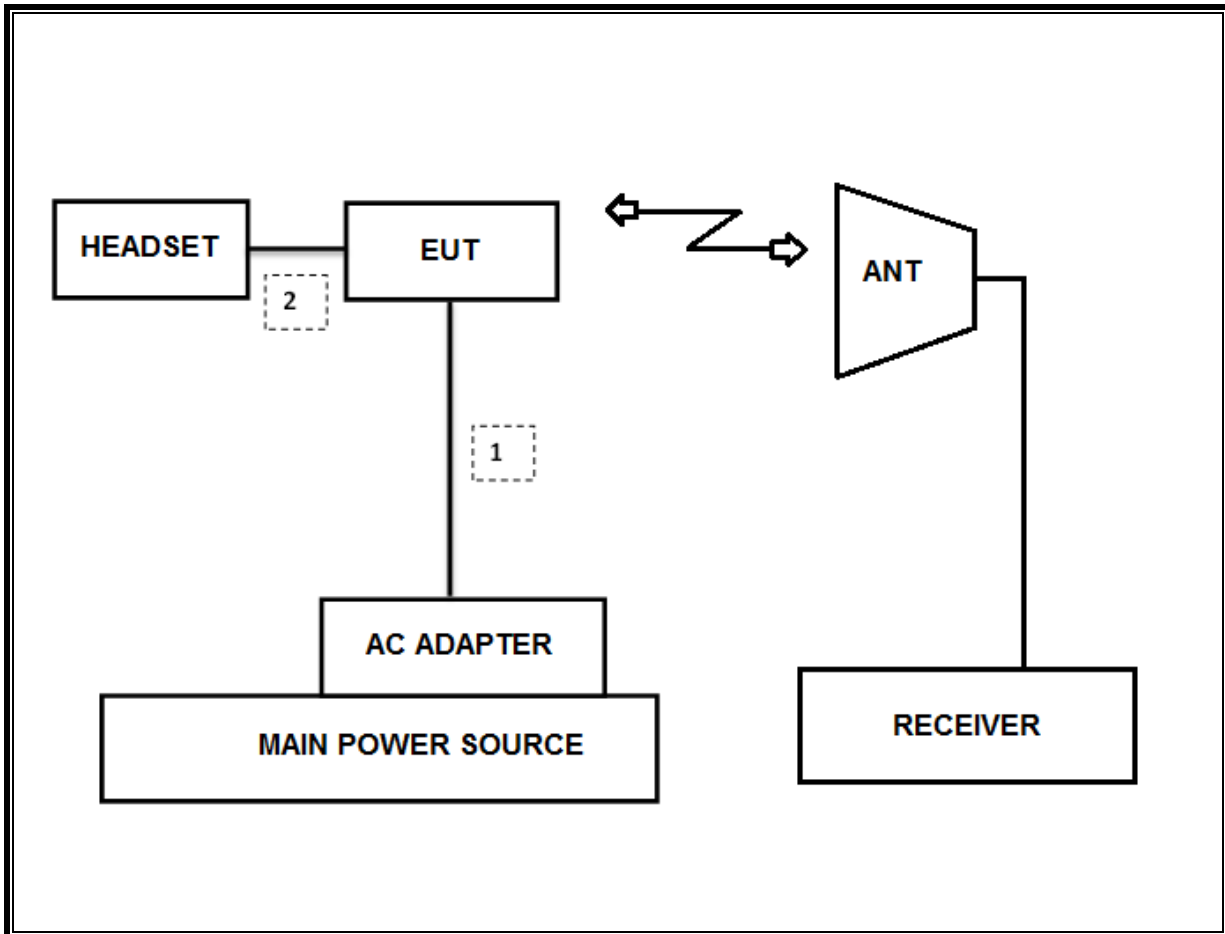 HEADSET
EUT
ANT
2
1
AC ADAPTER
MAIN POWER SOURCE
RECEIVER